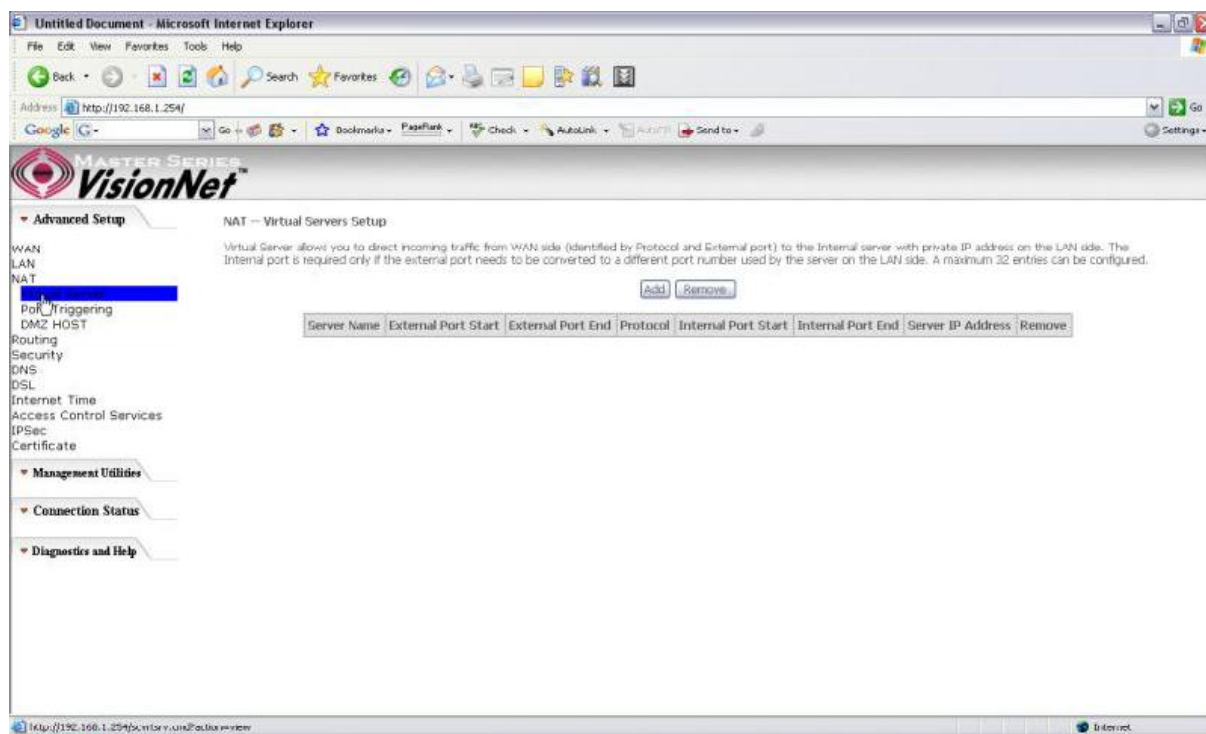 Untitled Document - Microsoft Internet Explorer
File Edit View Favorites Tools Help
Back Search Favorites
Address http://192.168.1.254/ Go
Google G Go Bookmarks PageRank Check AutoLink AutoFill Send to Settings
MASTER SERIES
VisionNet™
Advanced Setup
WAN
LAN
NAT
Port Triggering
DMZ HOST
Routing
Security
DNS
DSL
Internet Time
Access Control Services
IPSec
Certificate
Management Utilities
Connection Status
Diagnostics and Help
NAT -- Virtual Servers Setup
Virtual Server allows you to direct incoming traffic from WAN side (identified by Protocol and External port) to the Internal server with private IP address on the LAN side. The
Internal port is required only if the external port needs to be converted to a different port number used by the server on the LAN side. A maximum 32 entries can be configured.
Add Remove
Server Name External Port Start External Port End Protocol Internal Port Start Internal Port End Server IP Address Remove
Internet